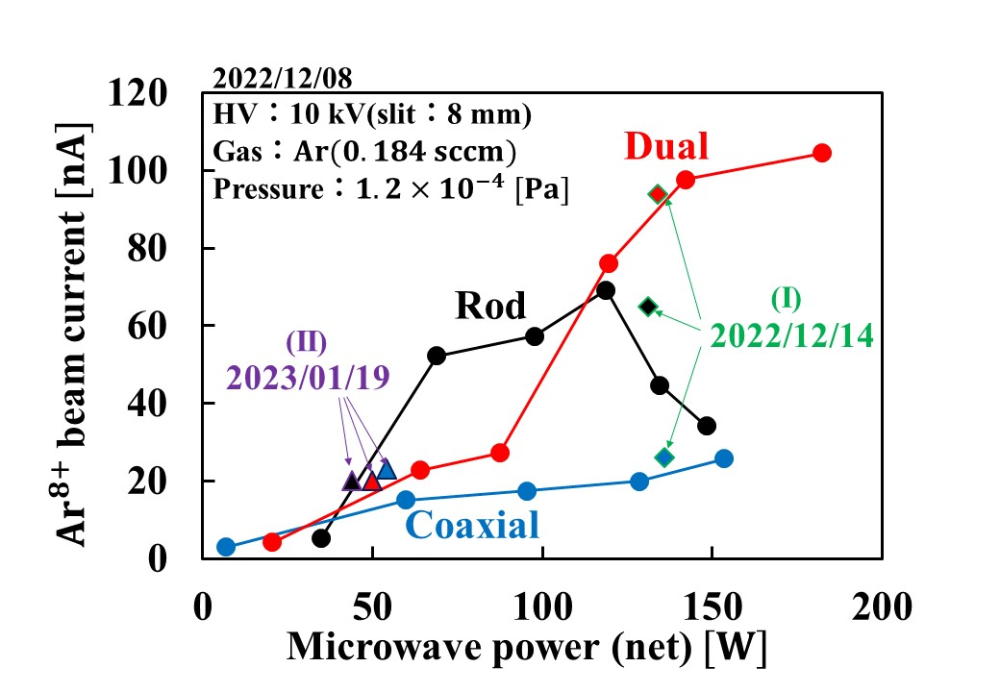 2022/12/08
HV：10 kV(slit：8 mm)
Gas：Ar(0.184 sccm)
Pressure：1.2 × 10⁻⁴ [Pa]
Dual
Rod
(I)
2022/12/14
(II)
2023/01/19
Coaxial
Ar⁸⁺ beam current [nA]
120
100
80
60
40
20
0
0 50 100 150 200
Microwave power (net) [W]